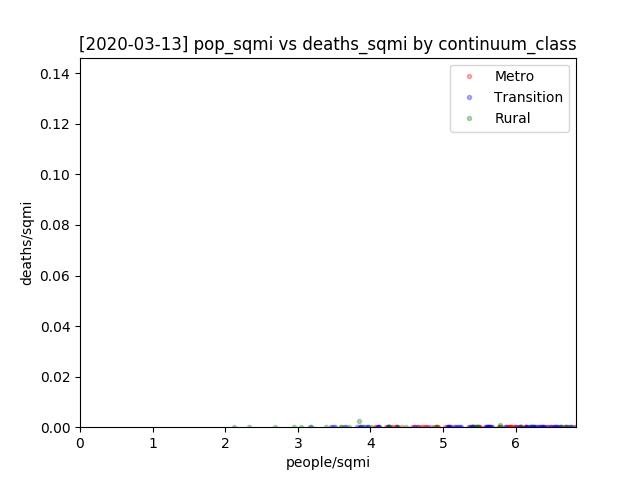 [2020-03-13] pop_sqmi vs deaths_sqmi by continuum_class
0.14
0.12
0.10
0.08
0.06
0.04
0.02
0.00
deaths/sqmi
Metro
Transition
Rural
0 1 2 3 4 5 6
people/sqmi